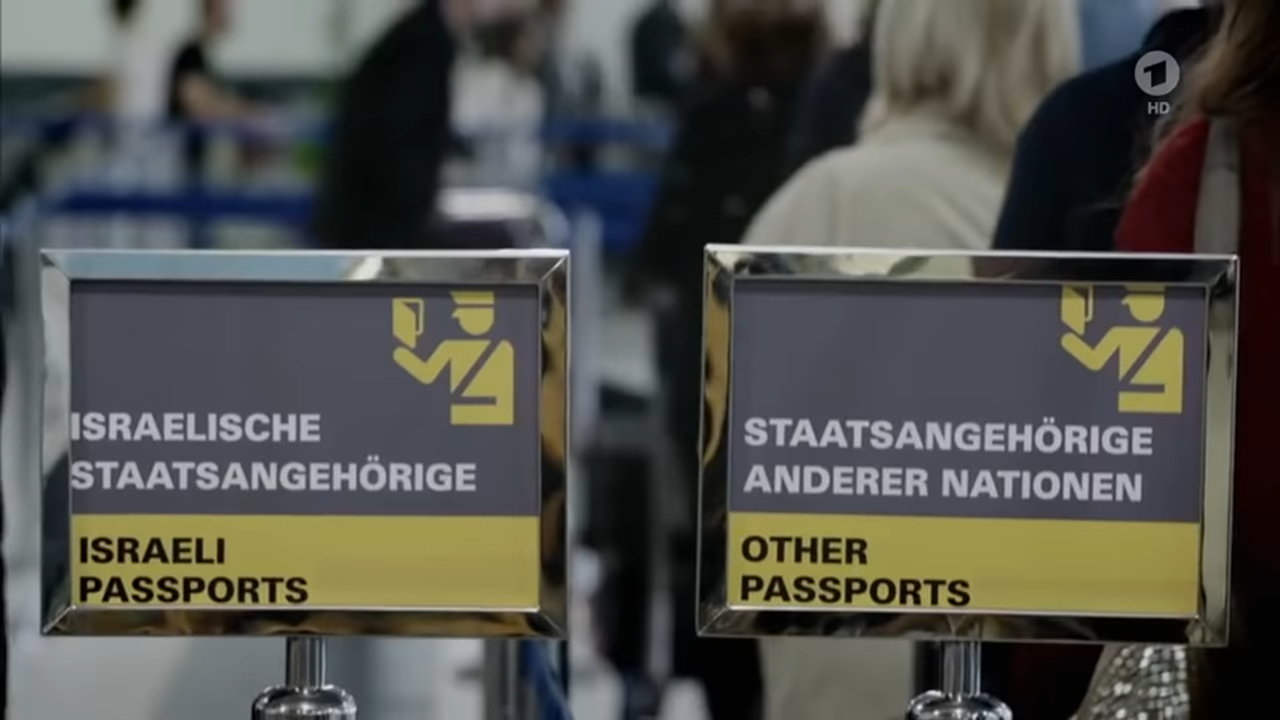 1
HD
ISRAELISCHE
STAATSANGEHÖRIGE
ISRAELI
PASSPORTS
STAATSANGEHÖRIGE
ANDERER NATIONEN
OTHER
PASSPORTS